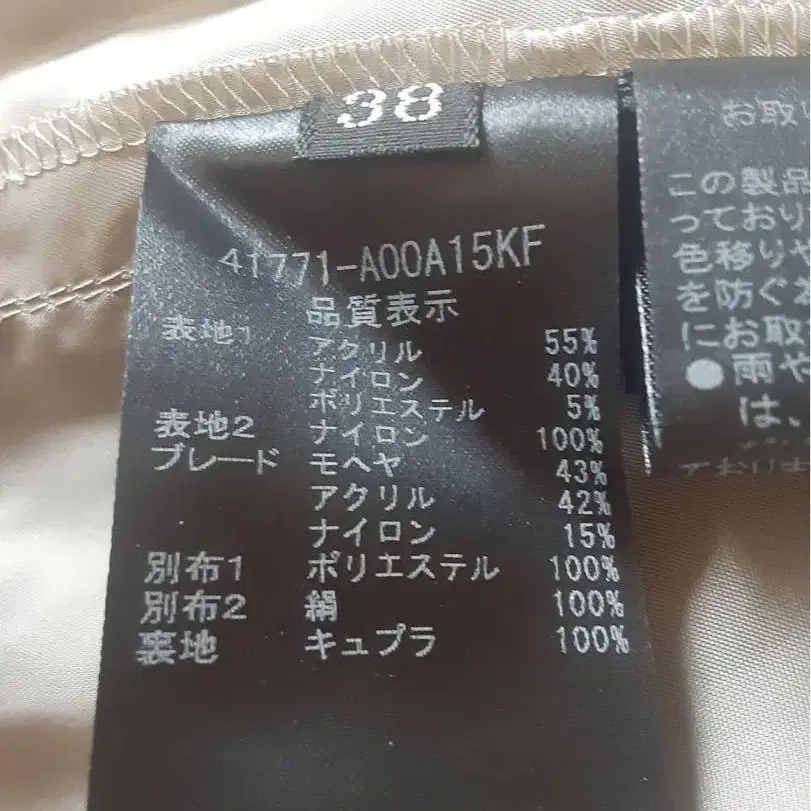 38
41771-A00A15KF
品質表示
表地1 アクリル 55%
ナイロン 40%
ポリエステル 5%
表地2 ナイロン 100%
ブレード モヘヤ 43%
アクリル 42%
ナイロン 15%
別布1 ポリエステル 100%
別布2 絹 100%
裏地 キュプラ 100%
お取
この製品
っており
色移りや
を防ぐ
にお取
●雨や
は、
ておりま